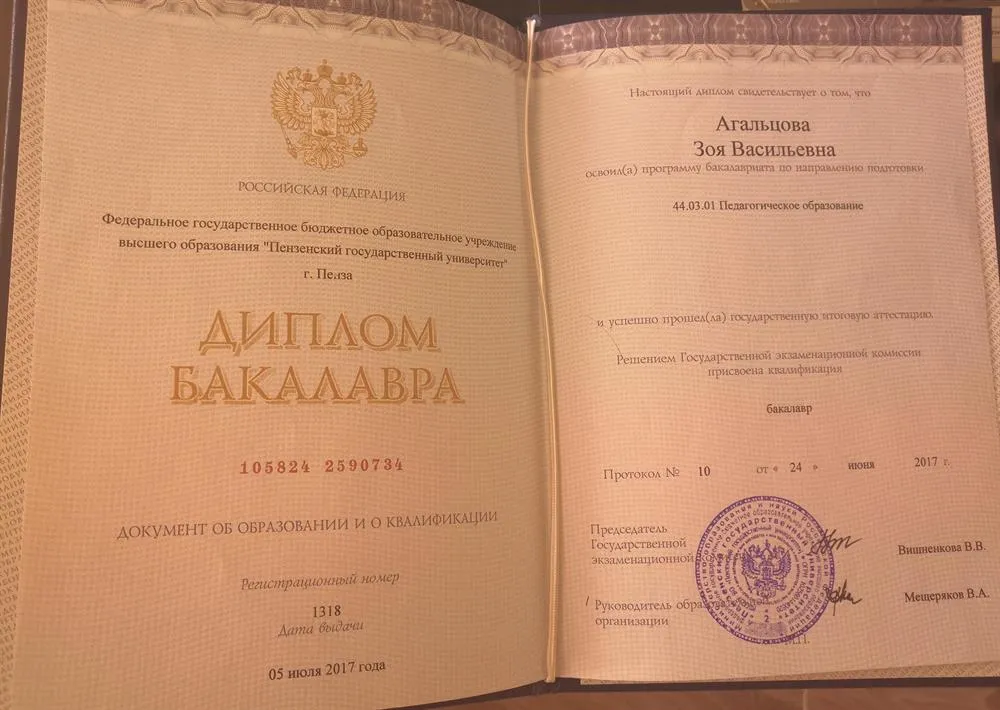 РОССИЙСКАЯ ФЕДЕРАЦИЯ
Федеральное государственное бюджетное образовательное учреждение
высшего образования "Пензенский государственный университет"
г. Пенза
ДИПЛОМ
БАКАЛАВРА
105824 2590734
ДОКУМЕНТ ОБ ОБРАЗОВАНИИ И О КВАЛИФИКАЦИИ
Регистрационный номер
1318
Дата выдачи
05 июля 2017 года
Настоящий диплом свидетельствует о том, что
Агальцова
Зоя Васильевна
освоил(а) программу бакалавриата по направлению подготовки
44.03.01 Педагогическое образование
и успешно прошел(ла) государственную итоговую аттестацию.
Решением Государственной экзаменационной комиссии
присвоена квалификация
бакалавр
Протокол № 10 от « 24 » июня 2017 г.
Председатель
Государственной
экзаменационной
Вишненкова В.В.
Руководитель
организации
Мещеряков В.А.
М.П.